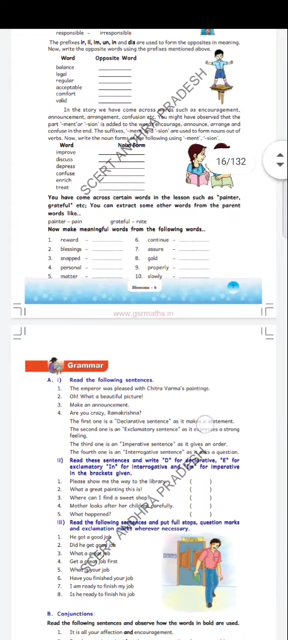 responsible - irresponsible
The prefixes in, il, im, un, in and dis are used to form the opposites in meaning.
Now, write the opposite words using the prefixes mentioned above.
Word Opposite Word
balance
legal
regular
acceptable
comfort
valid
In the story we have come across words such as encouragement,
announcement, arrangement, confusion etc. You might have observed that the
part '-ment'or '-sion' is added to the words encourage, announce, arrange and
confuse in the end. The suffixes, '-ment' and '-sion' are used to form nouns out of
verbs. Now write the noun forms of the following using '-ment', '-sion'.
Word Noun Form
improve
discuss
depress
confuse
enrich
treat
16/132
You have come across certain words in the lesson such as 'painter,
grateful' etc; You can extract some other words from the parent
words like..
painter - pain grateful - rate
Now make meaningful words from the following words..
1. reward - 6. continue -
2. blessings - 7. assure -
3. snapped - 8. gold -
4. personal - 9. properly -
5. matter - 10. slowly -
www.gsrmaths.in
Grammar
A. i) Read the following sentences.
1. The emperor was pleased with Chitra Varma's paintings.
2. Oh! What a beautiful picture!
3. Make an announcement.
4. Are you crazy, Ramakrishna?
The first one is a 'Declarative sentence' as it makes a statement.
The second one is an 'Exclamatory sentence' as it expresses a strong
feeling.
The third one is an 'Imperative sentence' as it gives an order.
The fourth one is an 'Interrogative sentence' as it asks a question.
ii) Read these sentences and write "D" for declarative, "E"
for exclamatory "In" for interrogative and "Im" for imperative
in the brackets given.
1. Please show me the way to the library. ( )
2. What a great painting this is! ( )
3. Where can I find a sweet shop? ( )
4. Mother looks after her children carefully. ( )
5. What happened? ( )
iii) Read the following sentences and put full stops, question marks
and exclamation marks wherever necessary.
1. He got a good job
2. Did he get good job
3. What a great job
4. Get a great job first
5. What is your job
6. Have you finished your job
7. I am ready to finish my job
8. Is he ready to finish his job
B. Conjunctions:
Read the following sentences and observe how the words in bold are used.
1. It is all your affection and encouragement.
SCERT ANDHRA PRADESH
SCERT ANDHRA PRADESH